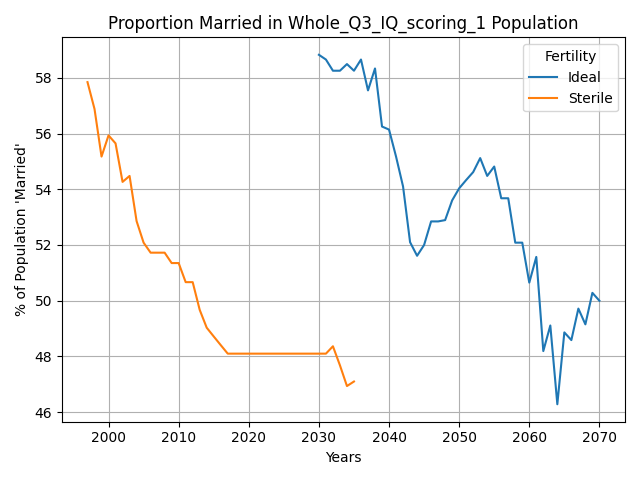 Proportion Married in Whole_Q3_IQ_scoring_1 Population
% of Population 'Married'
58
56
54
52
50
48
46
Fertility
Ideal
Sterile
2000 2010 2020 2030 2040 2050 2060 2070
Years